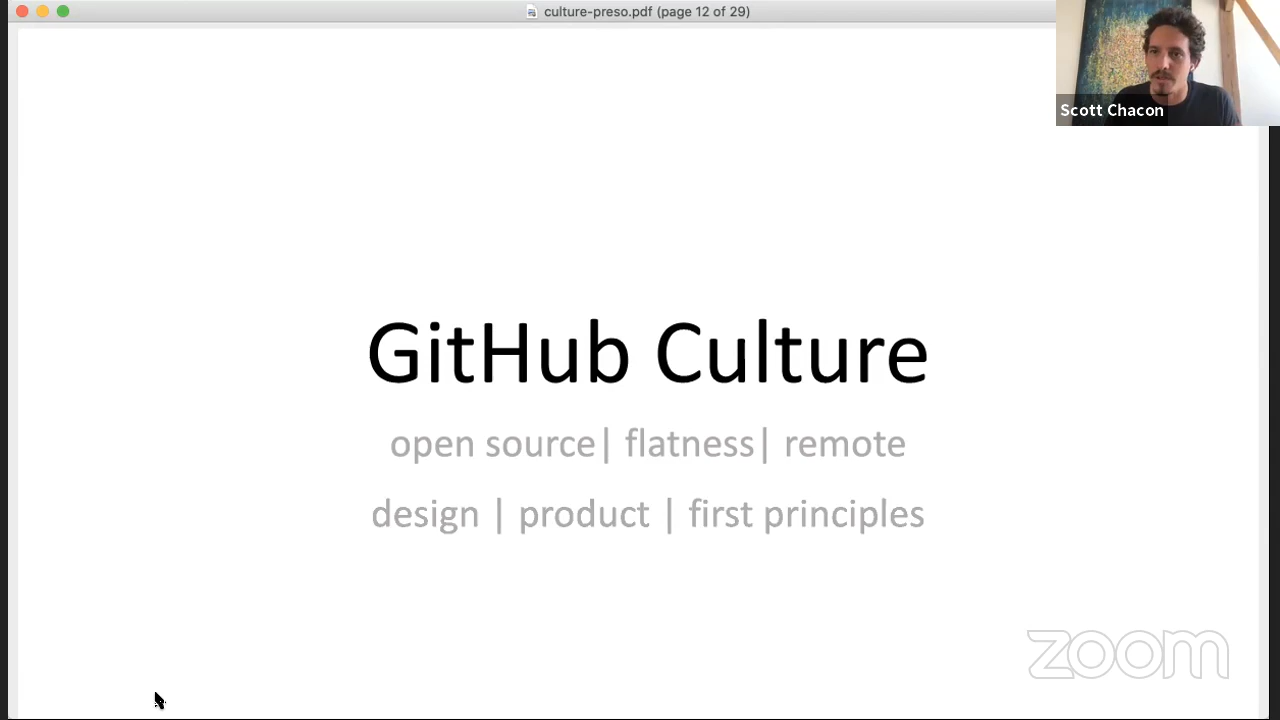 culture-preso.pdf (page 12 of 29)
Scott Chacon
GitHub Culture
open source| flatness| remote
design | product | first principles
zoom